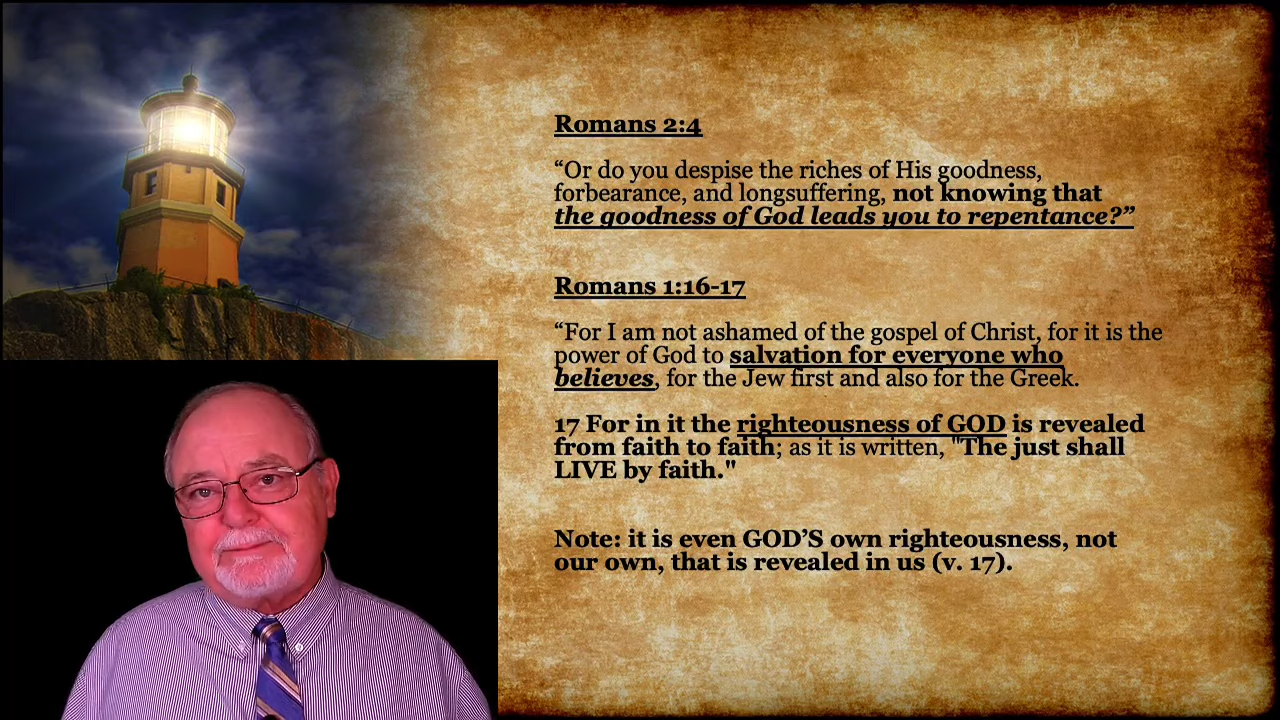 Romans 2:4
“Or do you despise the riches of His goodness,
forbearance, and longsuffering, not knowing that
the goodness of God leads you to repentance?”
Romans 1:16-17
“For I am not ashamed of the gospel of Christ, for it is the
power of God to salvation for everyone who
believes, for the Jew first and also for the Greek.
17 For in it the righteousness of GOD is revealed
from faith to faith; as it is written, "The just shall
LIVE by faith."
Note: it is even GOD’S own righteousness, not
our own, that is revealed in us (v. 17).